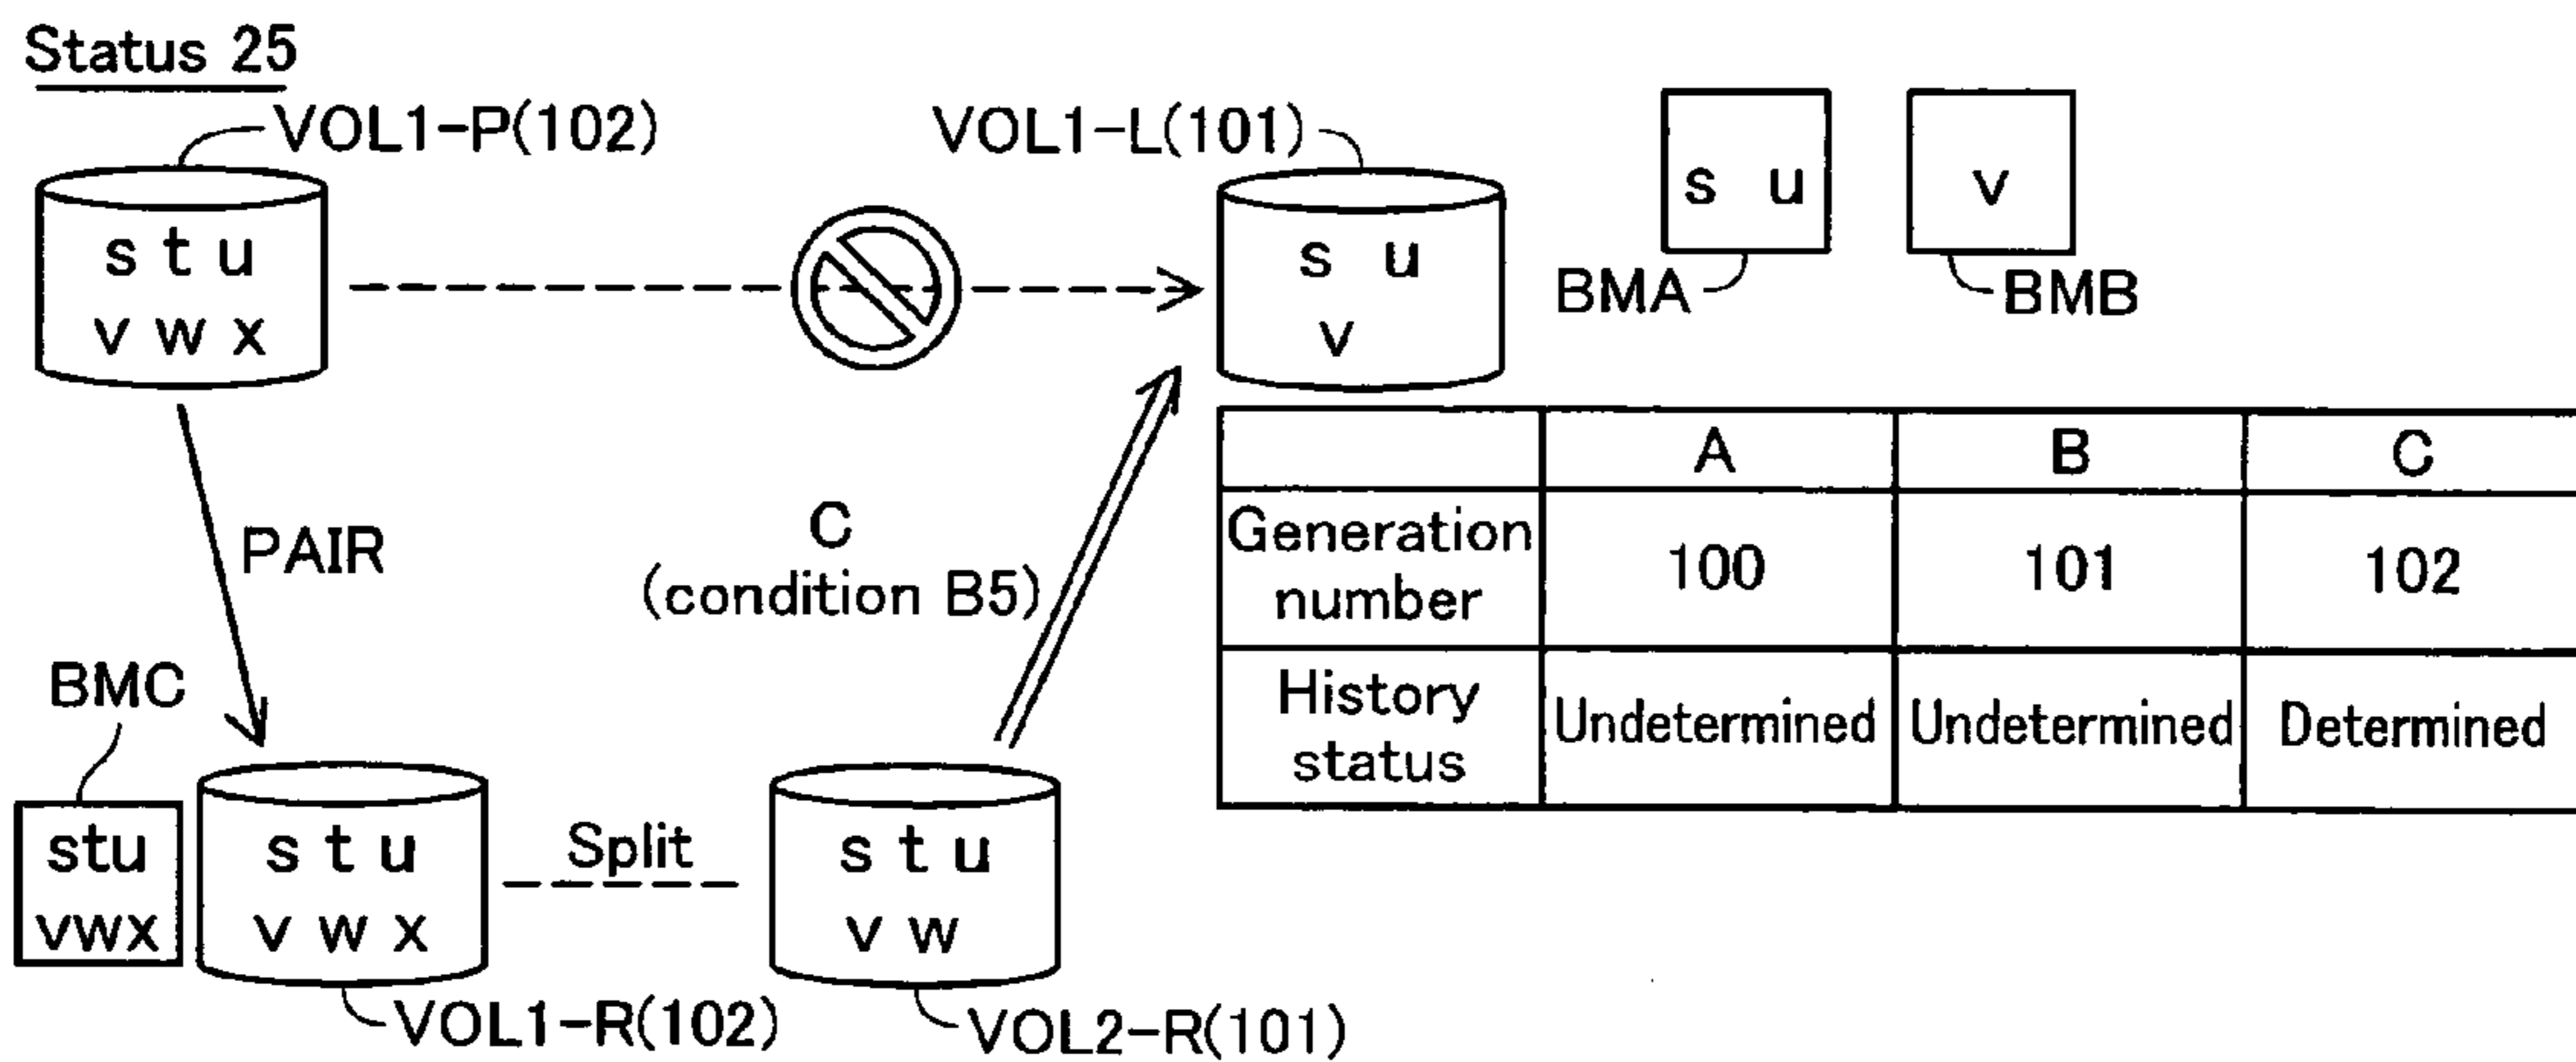 Status 25
VOL1-P(102)
VOL1-L(101)
s t u
v w x
s u
v
s u
v
BMA
BMB
PAIR
C
(condition B5)
A B C
Generation number 100 101 102
History status Undetermined Undetermined Determined
BMC
stu
vwx
s t u
v w x
Split
s t u
v w
VOL1-R(102)
VOL2-R(101)